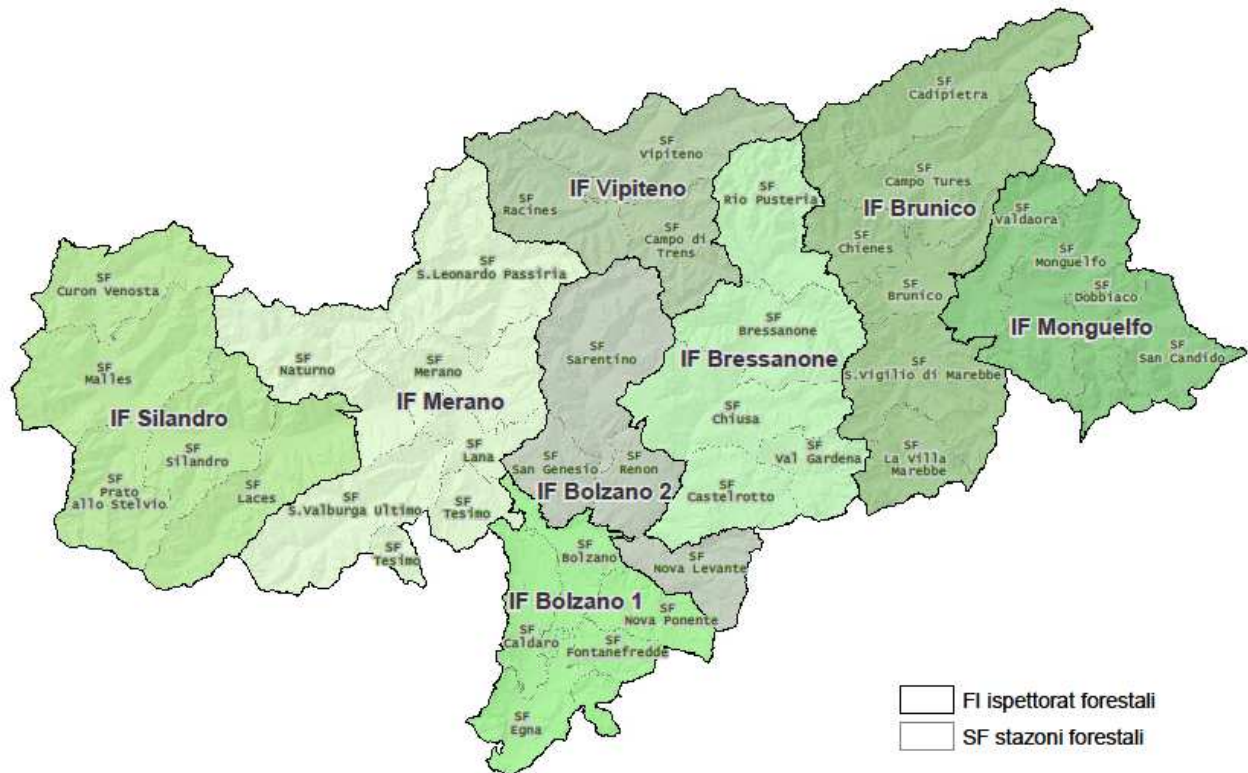 SF
Cadipietra
SF
Vipiteno
IF Vipiteno
SF
Racines
SF
Campo di
Trens
SF
Rio Pusteria
SF
Campo Tures
IF Brunico
SF
Chienes
SF
Brunico
SF
S.Vigilio di Marebbe
SF
La Villa
Marebbe
SF
Valdaora
SF
Monguelfo
SF
Dobbiaco
IF Monguelfo
SF
San Candido
SF
Curon Venosta
SF
Malles
IF Silandro
SF
Silandro
SF
Prato
allo Stelvio
SF
Laces
SF
S.Leonardo Passiria
SF
Naturno
SF
Merano
IF Merano
SF
Lana
SF
S.Valburga Ultimo
SF
Tesimo
SF
Tesimo
SF
Sarentino
SF
San Genesio
SF
Renon
IF Bolzano 2
SF
Nova Levante
SF
Bressanone
IF Bressanone
SF
Chiusa
SF
Val Gardena
SF
Castelrotto
SF
Bolzano
IF Bolzano 1
SF
Nova Ponente
SF
Caldaro
SF
Fontanefredde
SF
Egna
FI ispettorat forestali
SF stazoni forestali